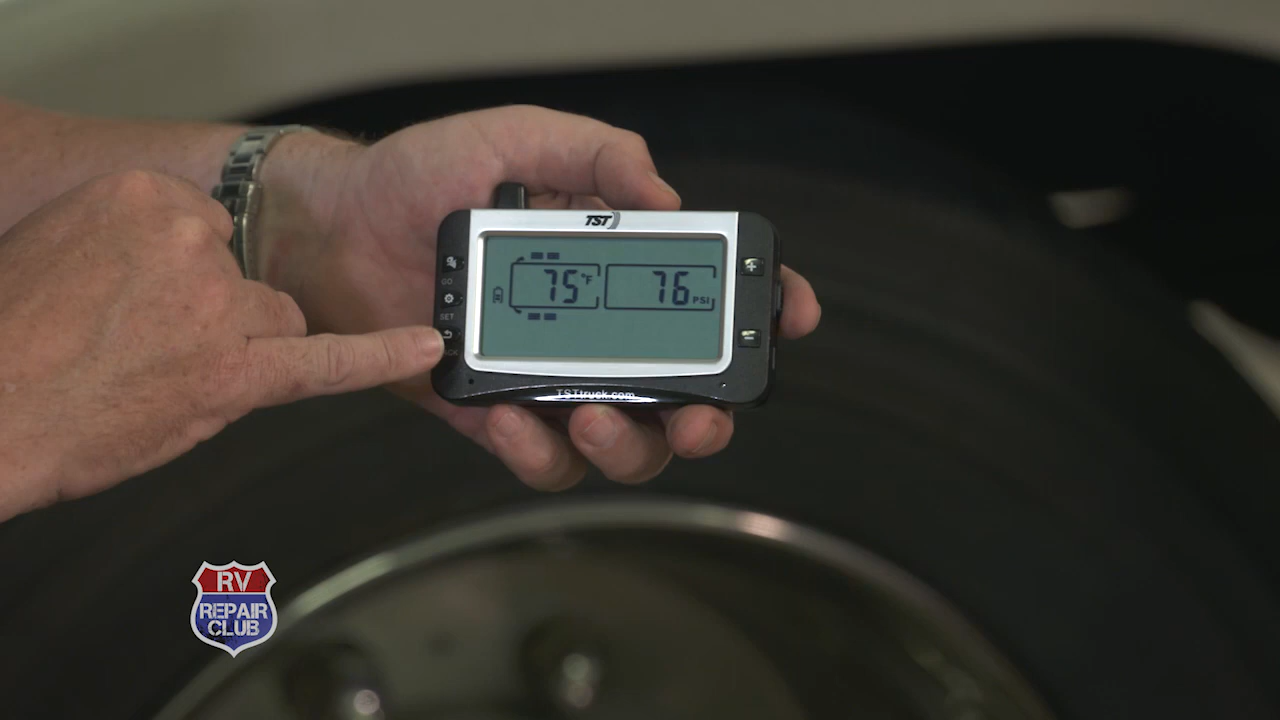 TST
GO
SET
75 °F
76 PSI
+
-
TSTtruck.com
RV
REPAIR
CLUB